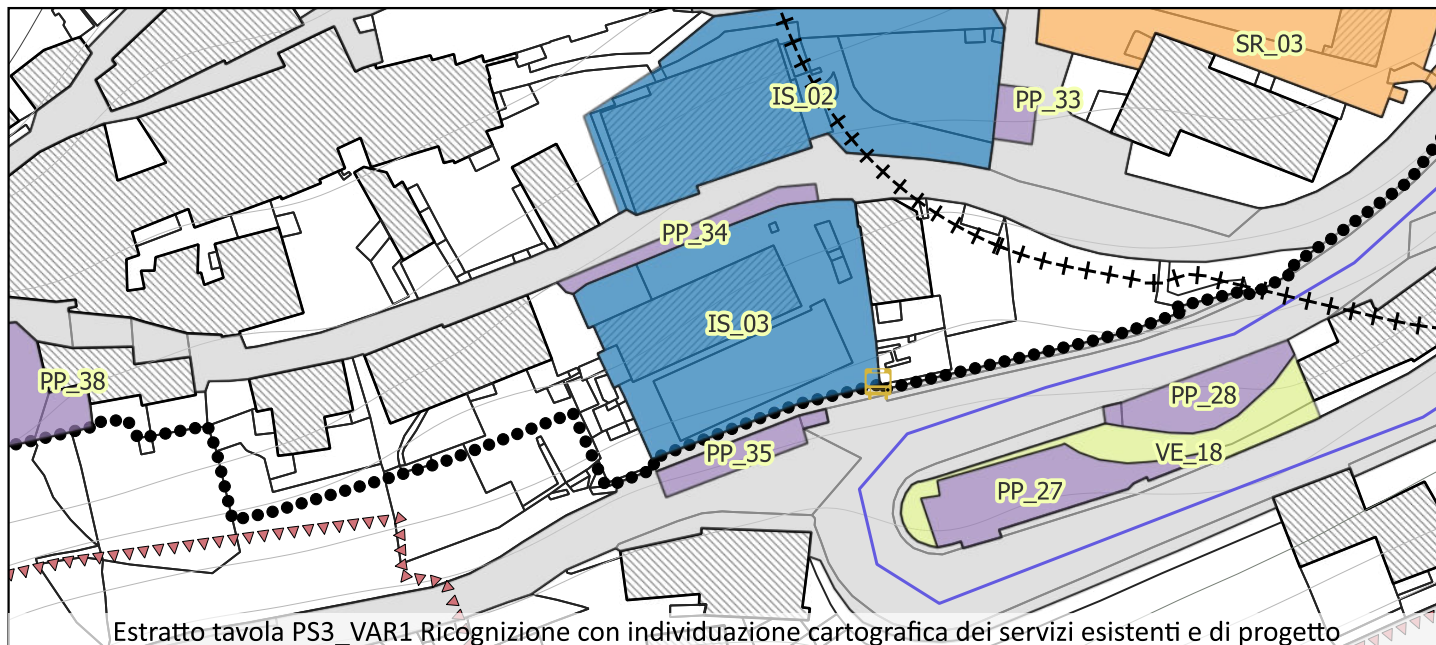 SR_03
IS_02
PP_33
PP_34
IS_03
PP_38
PP_28
PP_35
VE_18
PP_27
Estratto tavola PS3_VAR1 Ricognizione con individuazione cartografica dei servizi esistenti e di progetto